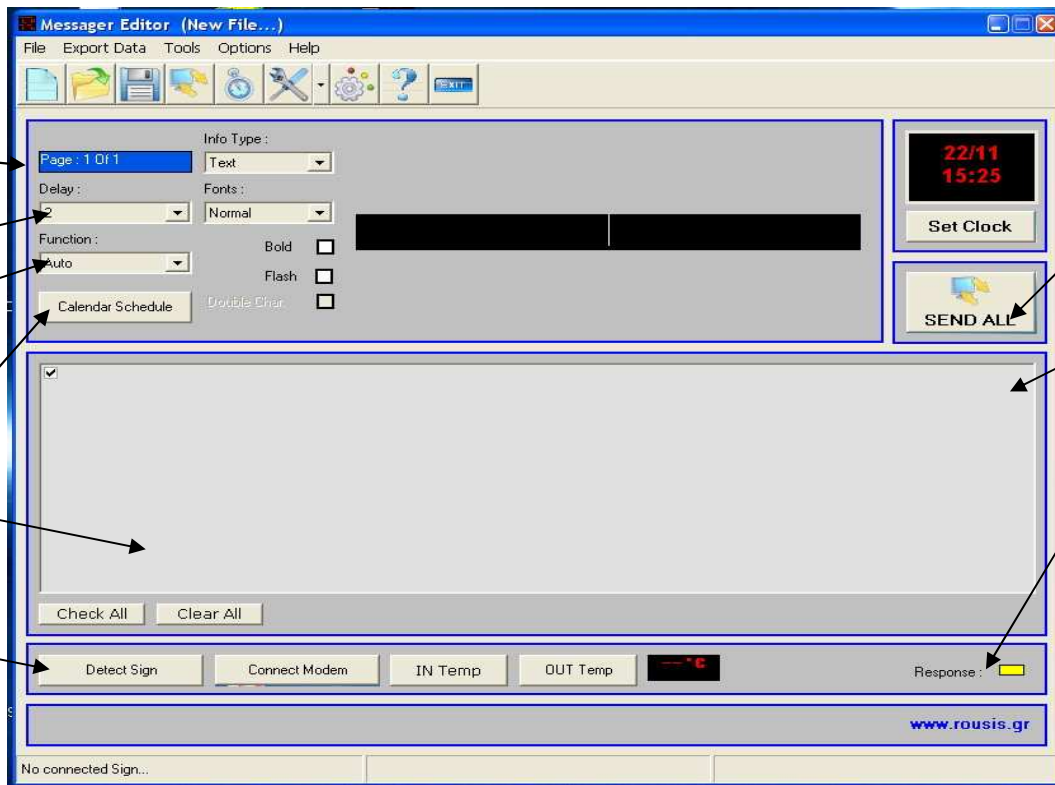 Messager Editor (New File...)
File Export Data Tools Options Help
EXIT
Page : 1 Of 1
Info Type :
Text
Delay :
2
Fonts :
Normal
Function :
Auto
Bold
Flash
Double Char.
Calendar Schedule
22/11
15:25
Set Clock
SEND ALL
Check All Clear All
Detect Sign Connect Modem IN Temp OUT Temp --°C Response :
www.rousis.gr
No connected Sign...